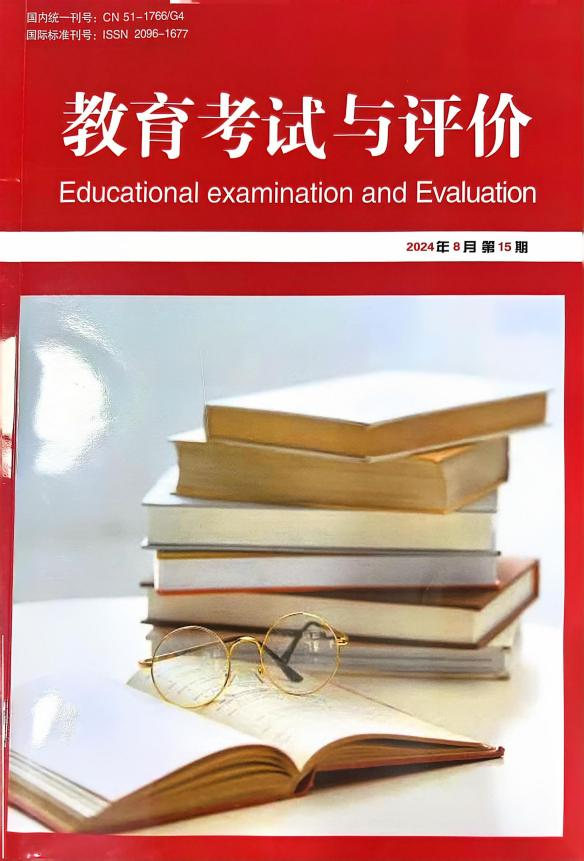 国内统一刊号：CN 51-1766/G4
国际标准刊号：ISSN 2096-1677
教育考试与评价
Educational examination and Evaluation
2024年8月第15期